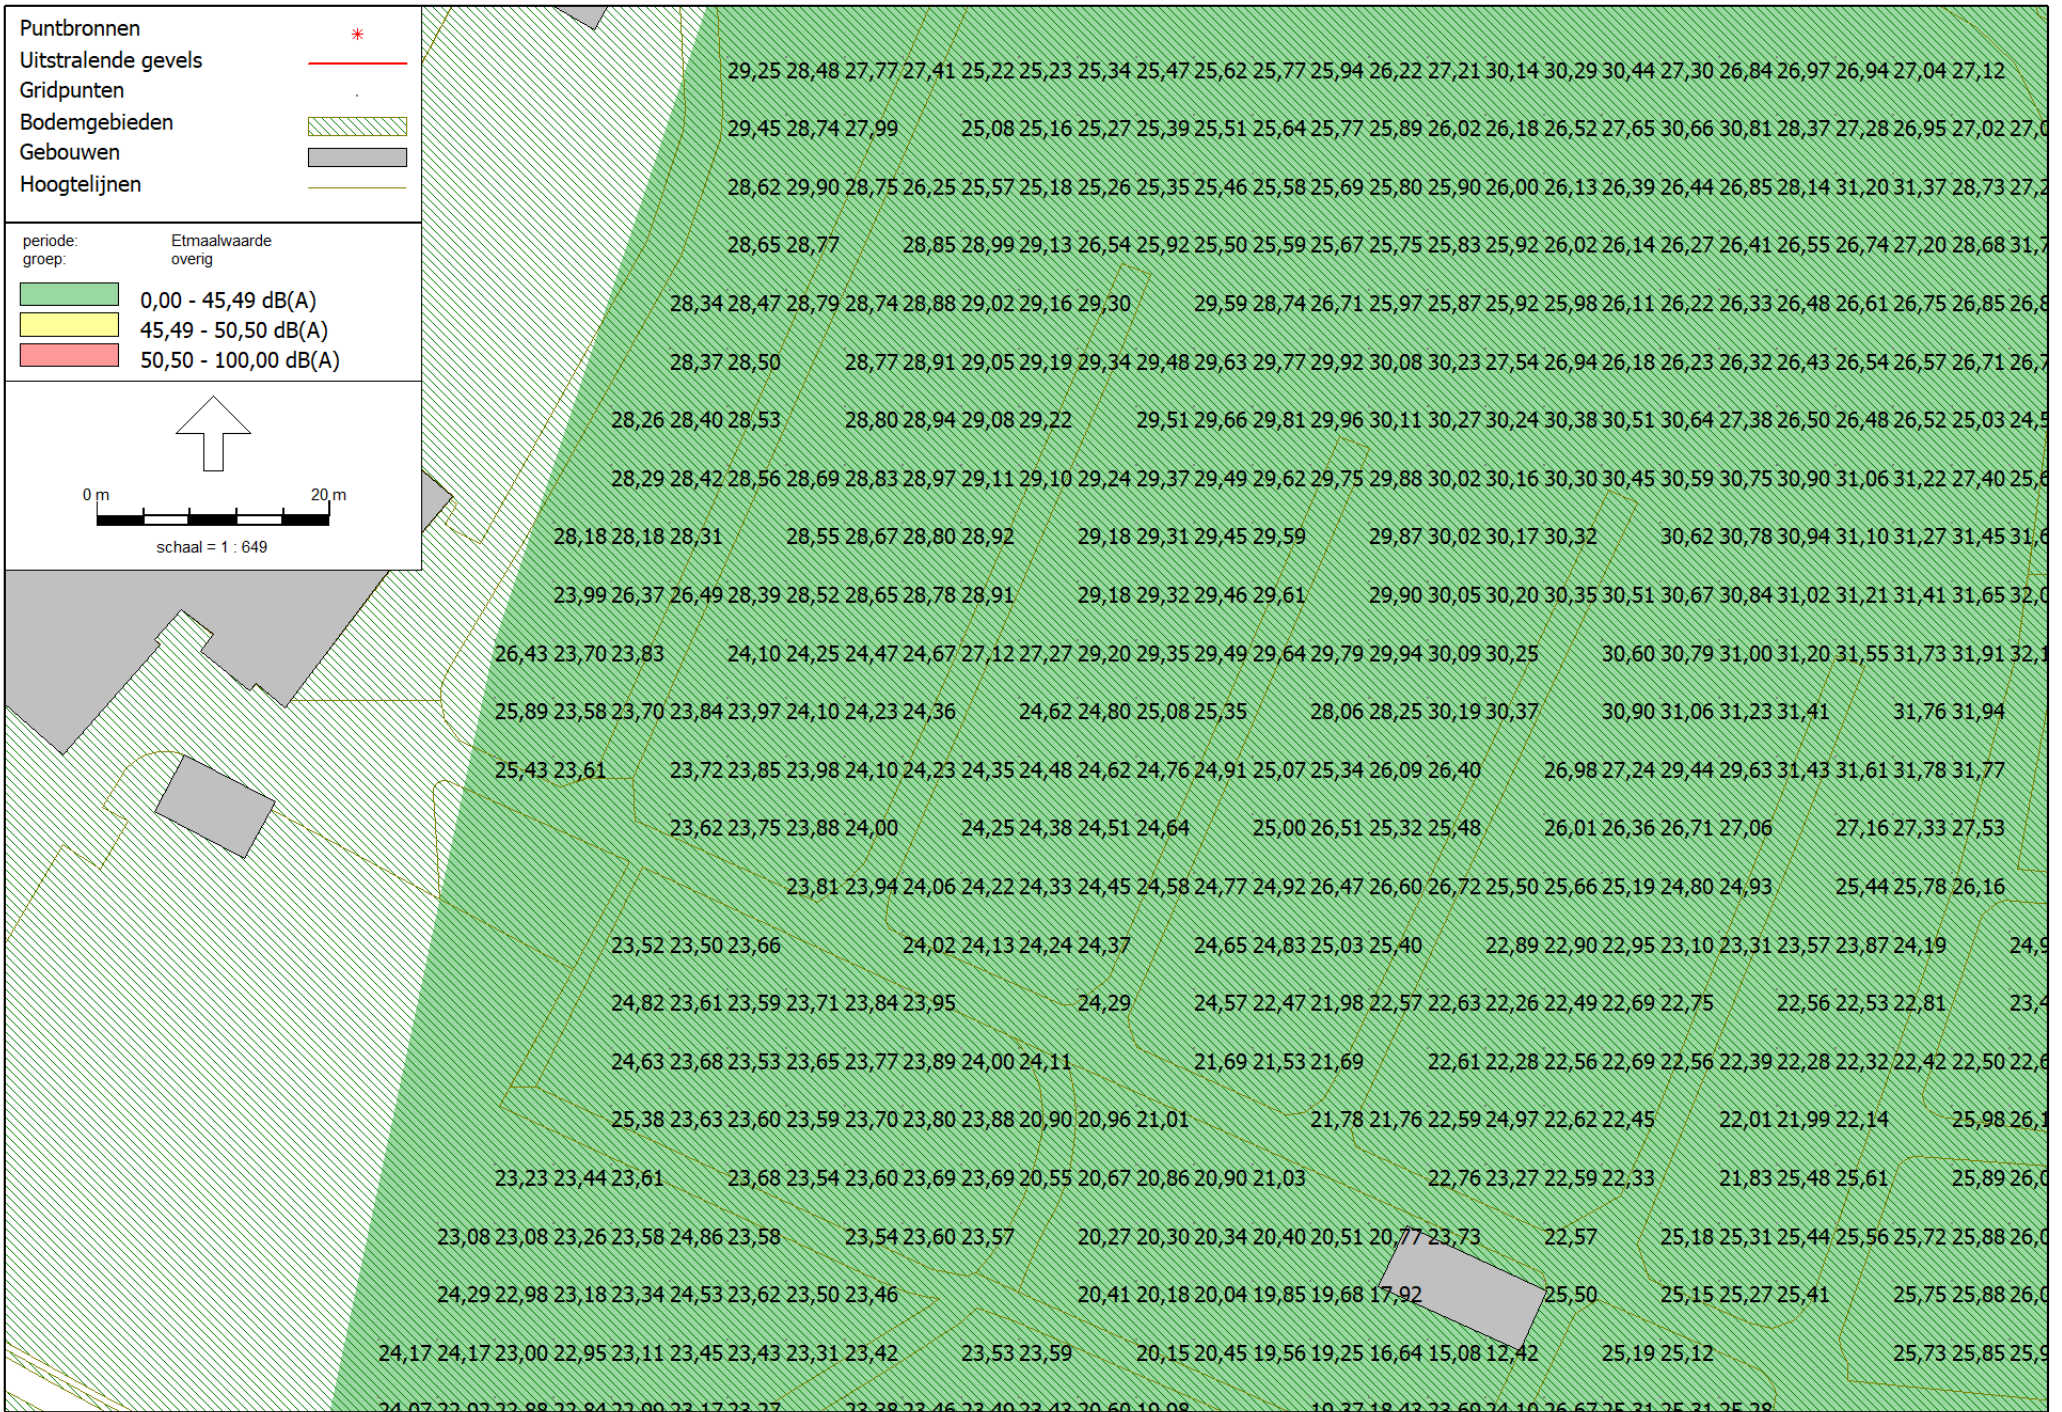 Puntbronnen
Uitstralende gevels
Gridpunten
Bodemgebieden
Gebouwen
Hoogtelijnen
periode: Etmaalwaarde
groep: overig
0,00 - 45,49 dB(A)
45,49 - 50,50 dB(A)
50,50 - 100,00 dB(A)
0 m 20 m
schaal = 1 : 649
29,25 28,48 27,77 27,41 25,22 25,23 25,34 25,47 25,62 25,77 25,94 26,22 27,21 30,14 30,29 30,44 27,30 26,84 26,97 26,94 27,04 27,12
29,45 28,74 27,99 25,08 25,16 25,27 25,39 25,51 25,64 25,77 25,89 26,02 26,18 26,52 27,65 30,66 30,81 28,37 27,28 26,95 27,02
28,62 29,90 28,75 26,25 25,57 25,18 25,26 25,35 25,46 25,58 25,69 25,80 25,90 26,00 26,13 26,39 26,44 26,85 28,14 31,20 31,37 28,73
28,65 28,77 28,85 28,99 29,13 26,54 25,92 25,50 25,59 25,67 25,75 25,83 25,92 26,02 26,14 26,27 26,41 26,55 26,74 27,20 28,68
28,34 28,47 28,79 28,74 28,88 29,02 29,16 29,30 29,59 28,74 26,71 25,97 25,87 25,92 25,98 26,11 26,22 26,33 26,48 26,61 26,75 26,85
28,37 28,50 28,77 28,91 29,05 29,19 29,34 29,48 29,63 29,77 29,92 30,08 30,23 27,54 26,94 26,18 26,23 26,32 26,43 26,54 26,57 26,71
28,26 28,40 28,53 28,80 28,94 29,08 29,22 29,51 29,66 29,81 29,96 30,11 30,27 30,24 30,38 30,51 30,64 27,38 26,50 26,48 26,52 25,03
28,29 28,42 28,56 28,69 28,83 28,97 29,11 29,10 29,24 29,37 29,49 29,62 29,75 29,88 30,02 30,16 30,30 30,45 30,59 30,75 30,90 31,06 31,22 27,40
28,18 28,18 28,31 28,55 28,67 28,80 28,92 29,18 29,31 29,45 29,59 29,87 30,02 30,17 30,32 30,62 30,78 30,94 31,10 31,27 31,45
23,99 26,37 26,49 28,39 28,52 28,65 28,78 28,91 29,18 29,32 29,46 29,61 29,90 30,05 30,20 30,35 30,51 30,67 30,84 31,02 31,21 31,41 31,65
26,43 23,70 23,83 24,10 24,25 24,47 24,67 27,12 27,27 29,20 29,35 29,49 29,64 29,79 29,94 30,09 30,25 30,60 30,79 31,00 31,20 31,55 31,73 31,91
25,89 23,58 23,70 23,84 23,97 24,10 24,23 24,36 24,62 24,80 25,08 25,35 28,06 28,25 30,19 30,37 30,90 31,06 31,23 31,41 31,76 31,94
25,43 23,61 23,72 23,85 23,98 24,10 24,23 24,35 24,48 24,62 24,76 24,91 25,07 25,34 26,09 26,40 26,98 27,24 29,44 29,63 31,43 31,61 31,78 31,77
23,62 23,75 23,88 24,00 24,25 24,38 24,51 24,64 25,00 26,51 25,32 25,48 26,01 26,36 26,71 27,06 27,16 27,33 27,53
23,81 23,94 24,06 24,22 24,33 24,45 24,58 24,77 24,92 26,47 26,60 26,72 25,50 25,66 25,19 24,80 24,93 25,44 25,78 26,16
23,52 23,50 23,66 24,02 24,13 24,24 24,37 24,65 24,83 25,03 25,40 22,89 22,90 22,95 23,10 23,31 23,57 23,87 24,19
24,82 23,61 23,59 23,71 23,84 23,95 24,29 24,57 22,47 21,98 22,57 22,63 22,26 22,49 22,69 22,75 22,56 22,53 22,81
24,63 23,68 23,53 23,65 23,77 23,89 24,00 24,11 21,69 21,53 21,69 22,61 22,28 22,56 22,69 22,56 22,39 22,28 22,32 22,42 22,50
25,38 23,63 23,60 23,59 23,70 23,80 23,88 20,90 20,96 21,01 21,78 21,76 22,59 24,97 22,62 22,45 22,01 21,99 22,14 25,98
23,23 23,44 23,61 23,68 23,54 23,60 23,69 23,69 20,55 20,67 20,86 20,90 21,03 22,76 23,27 22,59 22,33 21,83 25,48 25,61 25,89
23,08 23,08 23,26 23,58 24,86 23,58 23,54 23,60 23,57 20,27 20,30 20,34 20,40 20,51 20,77 23,73 22,57 25,18 25,31 25,44 25,56 25,72 25,88
24,29 22,98 23,18 23,34 24,53 23,62 23,50 23,46 20,41 20,18 20,04 19,85 19,68 17,92 25,50 25,15 25,27 25,41 25,75 25,88
24,17 24,17 23,00 22,95 23,11 23,45 23,43 23,31 23,42 23,53 23,59 20,15 20,45 19,56 19,25 16,64 15,08 12,42 25,19 25,12 25,73 25,85